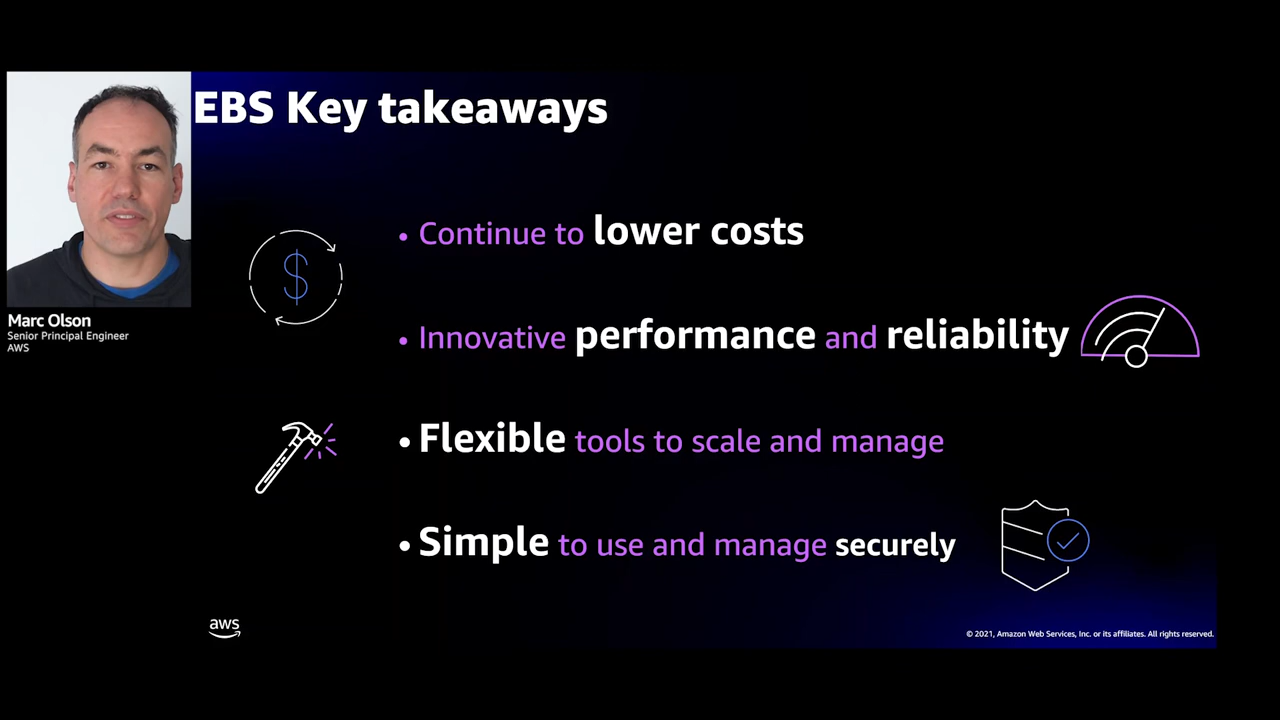 EBS Key takeaways
Marc Olson
Senior Principal Engineer
AWS
• Continue to lower costs
• Innovative performance and reliability
• Flexible tools to scale and manage
• Simple to use and manage securely
$
aws
© 2021, Amazon Web Services, Inc. or its affiliates. All rights reserved.